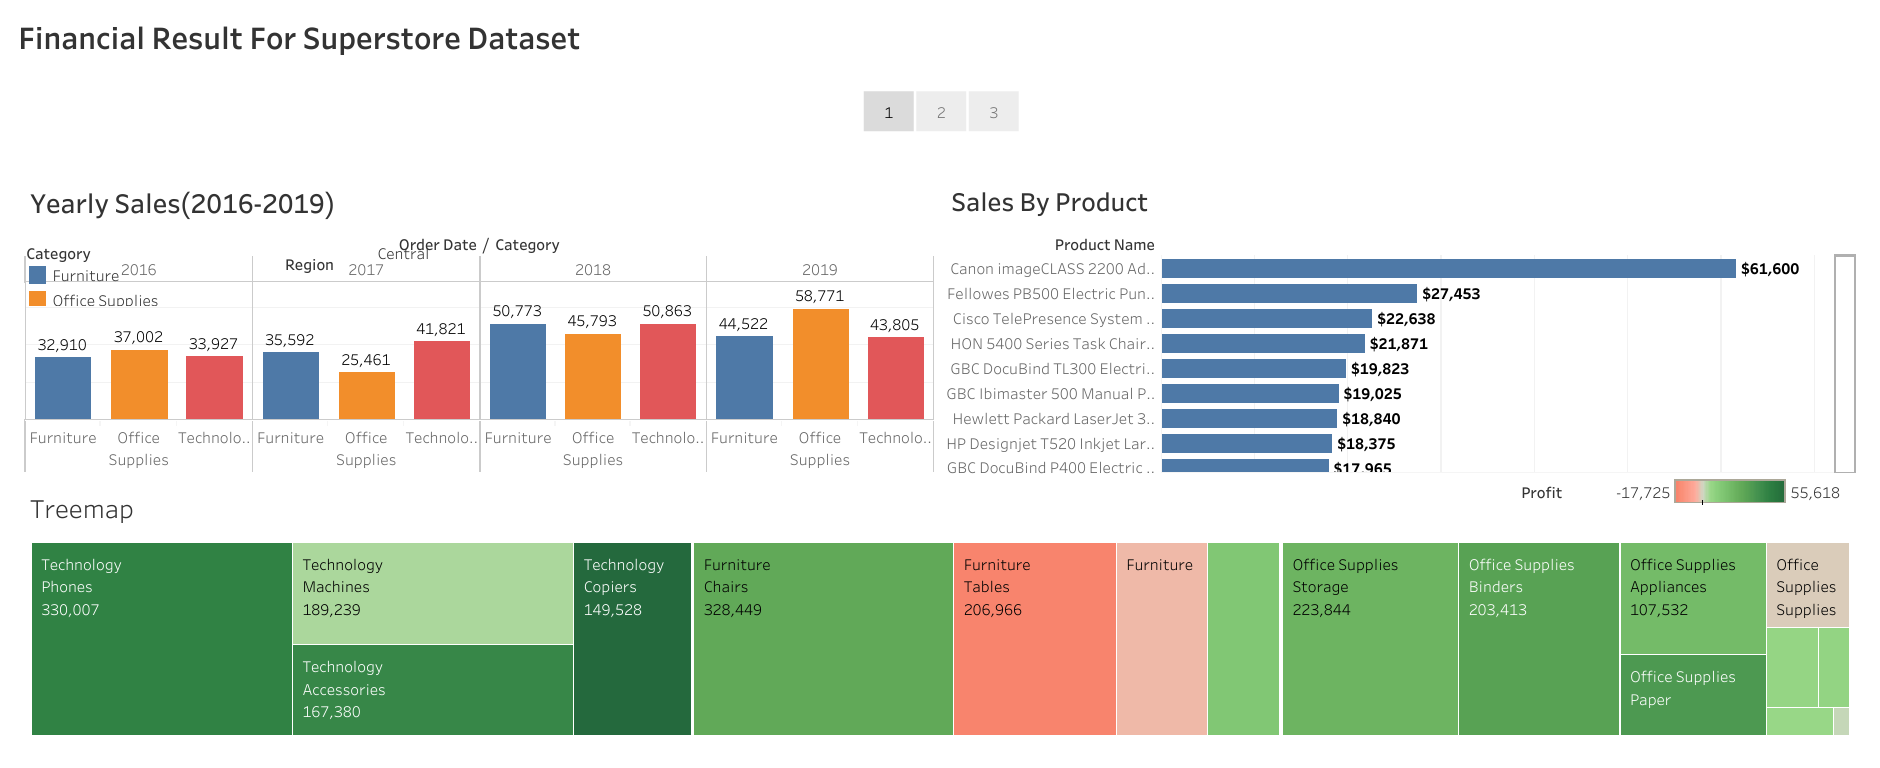 Financial Result For Superstore Dataset
1 2 3
Yearly Sales(2016-2019)
Order Date / Category
Category
Central
Region
Furniture
Office Supplies
2016 2017 2018 2019
32,910 37,002 33,927 35,592 25,461 41,821 50,773 45,793 50,863 44,522 58,771 43,805
Furniture Office Supplies Technolo.. Furniture Office Supplies Technolo.. Furniture Office Supplies Technolo.. Furniture Office Supplies Technolo..
Sales By Product
Product Name
Canon imageCLASS 2200 Ad.. $61,600
Fellowes PB500 Electric Pun.. $27,453
Cisco TelePresence System .. $22,638
HON 5400 Series Task Chair.. $21,871
GBC DocuBind TL300 Electri.. $19,823
GBC Ibimaster 500 Manual P.. $19,025
Hewlett Packard LaserJet 3.. $18,840
HP Designjet T520 Inkjet Lar.. $18,375
GBC DocuBind P400 Electric .. $17,965
Profit -17,725 55,618
Treemap
Technology
Phones
330,007
Technology
Machines
189,239
Technology
Accessories
167,380
Technology
Copiers
149,528
Furniture
Chairs
328,449
Furniture
Tables
206,966
Furniture
Office Supplies
Storage
223,844
Office Supplies
Binders
203,413
Office Supplies
Appliances
107,532
Office Supplies
Paper
Office
Supplies
Supplies